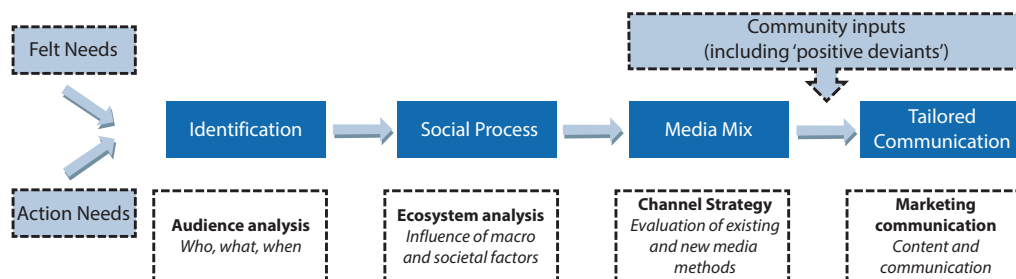 Community inputs
(including ‘positive deviants’)
Felt Needs
Identification
Social Process
Media Mix
Tailored
Communication
Action Needs
Audience analysis
Who, what, when
Ecosystem analysis
Influence of macro
and societal factors
Channel Strategy
Evaluation of existing
and new media
methods
Marketing
communication
Content and
communication